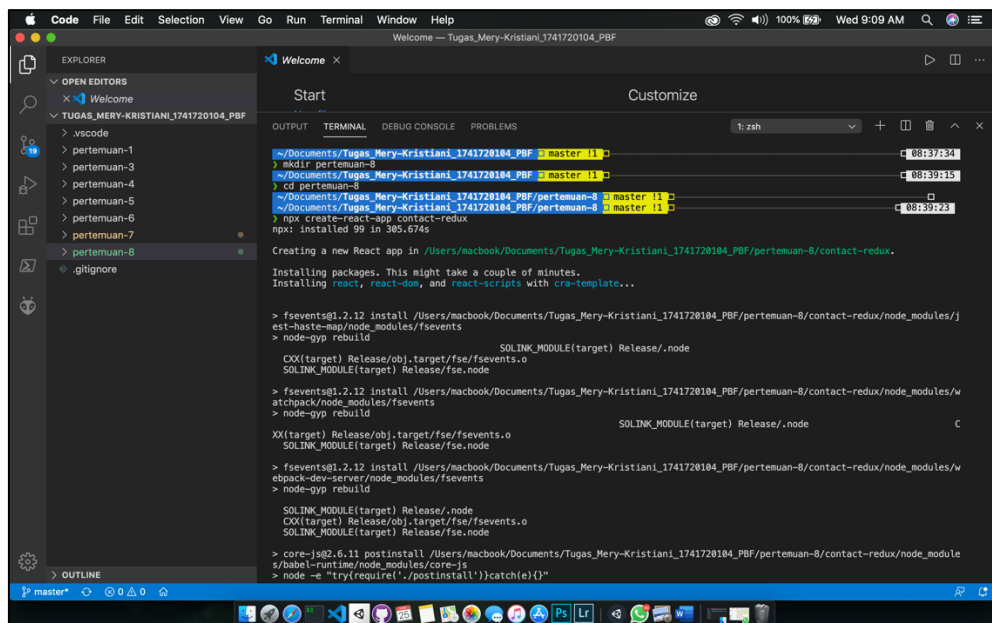 Code File Edit Selection View Go Run Terminal Window Help 100% Wed 9:09 AM
Welcome — Tugas_Mery-Kristiani_1741720104_PBF
EXPLORER
Welcome
OPEN EDITORS
Welcome
Start Customize
TUGAS_MERY-KRISTIANI_1741720104_PBF
.vscode
pertemuan-1
pertemuan-3
pertemuan-4
pertemuan-5
pertemuan-6
pertemuan-7
pertemuan-8
.gitignore
19
OUTPUT TERMINAL DEBUG CONSOLE PROBLEMS 1: zsh
~/Documents/Tugas_Mery-Kristiani_1741720104_PBF master !1 08:37:34
❯ mkdir pertemuan-8
~/Documents/Tugas_Mery-Kristiani_1741720104_PBF master !1 08:39:15
❯ cd pertemuan-8
~/Documents/Tugas_Mery-Kristiani_1741720104_PBF/pertemuan-8 master !1
~/Documents/Tugas_Mery-Kristiani_1741720104_PBF/pertemuan-8 master !1 08:39:23
❯ npx create-react-app contact-redux
npx: installed 99 in 305.674s
Creating a new React app in /Users/macbook/Documents/Tugas_Mery-Kristiani_1741720104_PBF/pertemuan-8/contact-redux.
Installing packages. This might take a couple of minutes.
Installing react, react-dom, and react-scripts with cra-template...
> fsevents@1.2.12 install /Users/macbook/Documents/Tugas_Mery-Kristiani_1741720104_PBF/pertemuan-8/contact-redux/node_modules/j
est-haste-map/node_modules/fsevents
> node-gyp rebuild
SOLINK_MODULE(target) Release/.node
CXX(target) Release/obj.target/fse/fsevents.o
SOLINK_MODULE(target) Release/fse.node
> fsevents@1.2.12 install /Users/macbook/Documents/Tugas_Mery-Kristiani_1741720104_PBF/pertemuan-8/contact-redux/node_modules/w
atchpack/node_modules/fsevents
> node-gyp rebuild
SOLINK_MODULE(target) Release/.node C
XX(target) Release/obj.target/fse/fsevents.o
SOLINK_MODULE(target) Release/fse.node
> fsevents@1.2.12 install /Users/macbook/Documents/Tugas_Mery-Kristiani_1741720104_PBF/pertemuan-8/contact-redux/node_modules/w
ebpack-dev-server/node_modules/fsevents
> node-gyp rebuild
SOLINK_MODULE(target) Release/.node
CXX(target) Release/obj.target/fse/fsevents.o
SOLINK_MODULE(target) Release/fse.node
> core-js@2.6.11 postinstall /Users/macbook/Documents/Tugas_Mery-Kristiani_1741720104_PBF/pertemuan-8/contact-redux/node_module
s/babel-runtime/node_modules/core-js
> node -e "try{require('./postinstall')}catch(e){}"
OUTLINE
master* 0 0
25 Ps Lr